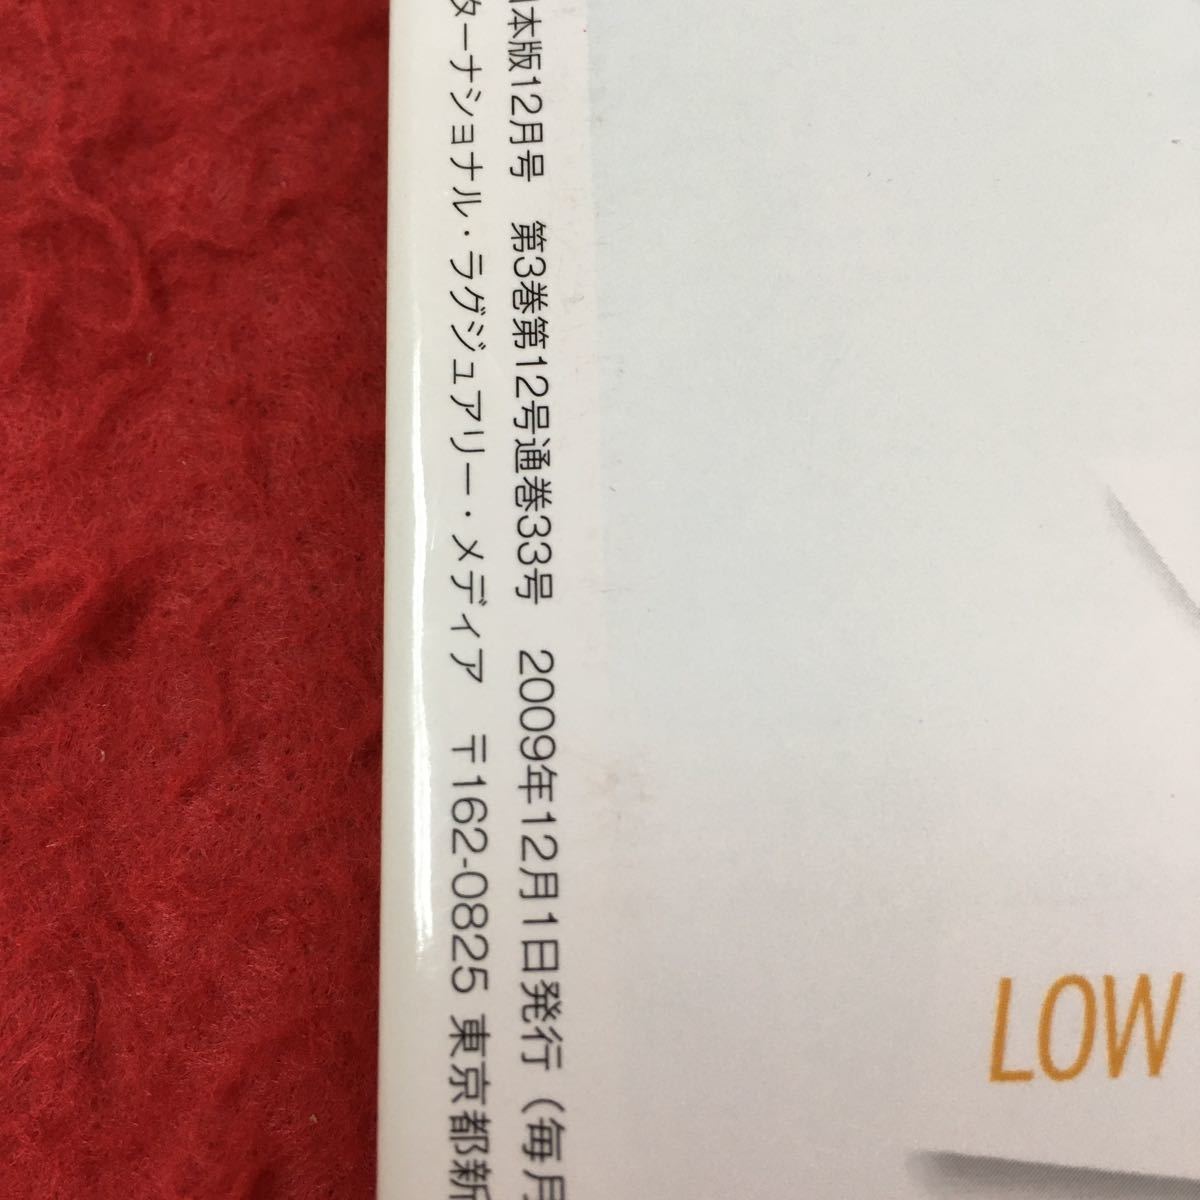 本版12月号　第3巻第12号通巻33号　2009年12月1日発行（毎月
ターナショナル・ラグジュアリー・メディア　〒162-0825 東京都新
LOW